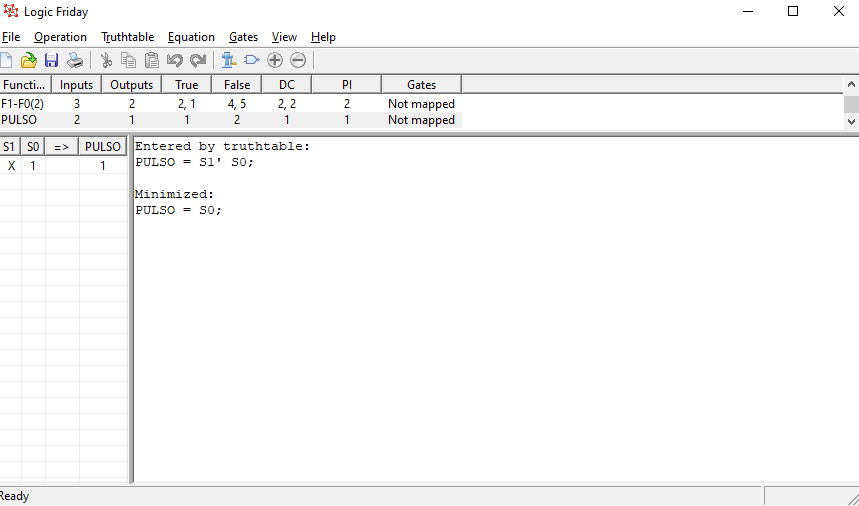 Logic Friday
File Operation Truthtable Equation Gates View Help
Functi... Inputs Outputs True False DC PI Gates
F1-F0(2) 3 2 2, 1 4, 5 2, 2 2 Not mapped
PULSO 2 1 1 2 1 1 Not mapped
S1 S0 => PULSO
X 1 1
Entered by truthtable:
PULSO = S1' S0;
Minimized:
PULSO = S0;
Ready